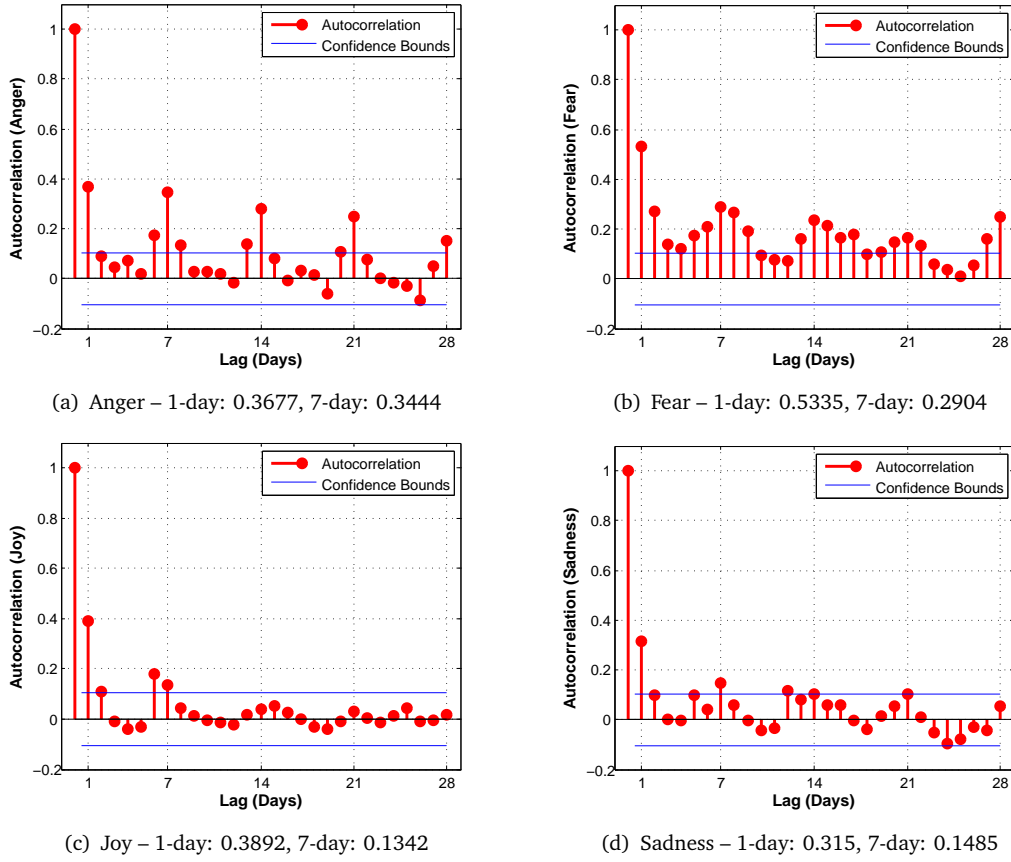 Autocorrelation (Anger)
1
0.8
0.6
0.4
0.2
0
−0.2
1 7 14 21 28
Lag (Days)
Autocorrelation
Confidence Bounds
(a) Anger – 1-day: 0.3677, 7-day: 0.3444
Autocorrelation (Fear)
1
0.8
0.6
0.4
0.2
0
−0.2
1 7 14 21 28
Lag (Days)
Autocorrelation
Confidence Bounds
(b) Fear – 1-day: 0.5335, 7-day: 0.2904
Autocorrelation (Joy)
1
0.8
0.6
0.4
0.2
0
−0.2
1 7 14 21 28
Lag (Days)
Autocorrelation
Confidence Bounds
(c) Joy – 1-day: 0.3892, 7-day: 0.1342
Autocorrelation (Sadness)
1
0.8
0.6
0.4
0.2
0
−0.2
1 7 14 21 28
Lag (Days)
Autocorrelation
Confidence Bounds
(d) Sadness – 1-day: 0.315, 7-day: 0.1485